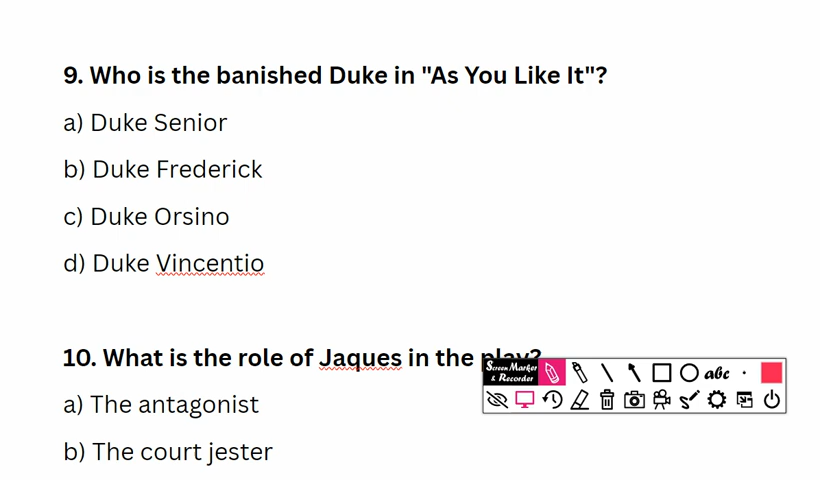 9. Who is the banished Duke in "As You Like It"?
a) Duke Senior
b) Duke Frederick
c) Duke Orsino
d) Duke Vincentio
10. What is the role of Jaques in the play?
Screen Marker
& Recorder
abc
a) The antagonist
b) The court jester